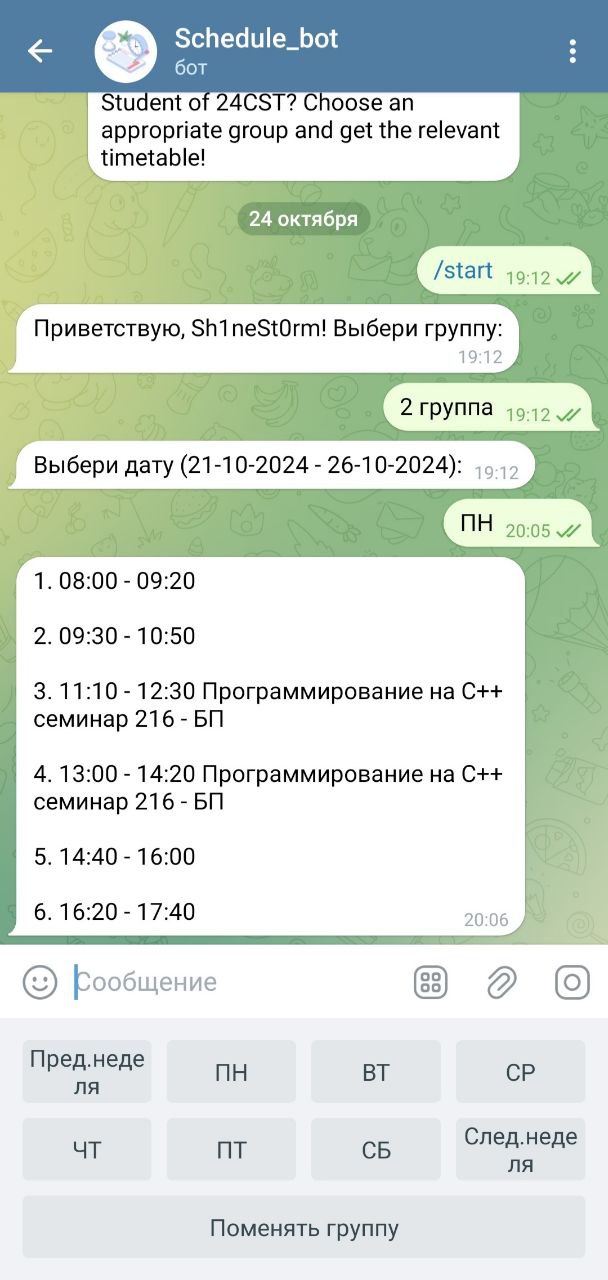 Schedule_bot
бот
Student of 24CST? Choose an
appropriate group and get the relevant
timetable!
24 октября
/start 19:12
Приветствую, Sh1neSt0rm! Выбери группу:
19:12
2 группа 19:12
Выбери дату (21-10-2024 - 26-10-2024): 19:12
ПН 20:05
1. 08:00 - 09:20
2. 09:30 - 10:50
3. 11:10 - 12:30 Программирование на C++
семинар 216 - БП
4. 13:00 - 14:20 Программирование на C++
семинар 216 - БП
5. 14:40 - 16:00
6. 16:20 - 17:40
20:06
Сообщение
Пред.неде
ля
ПН
ВТ
СР
ЧТ
ПТ
СБ
След.неде
ля
Поменять группу